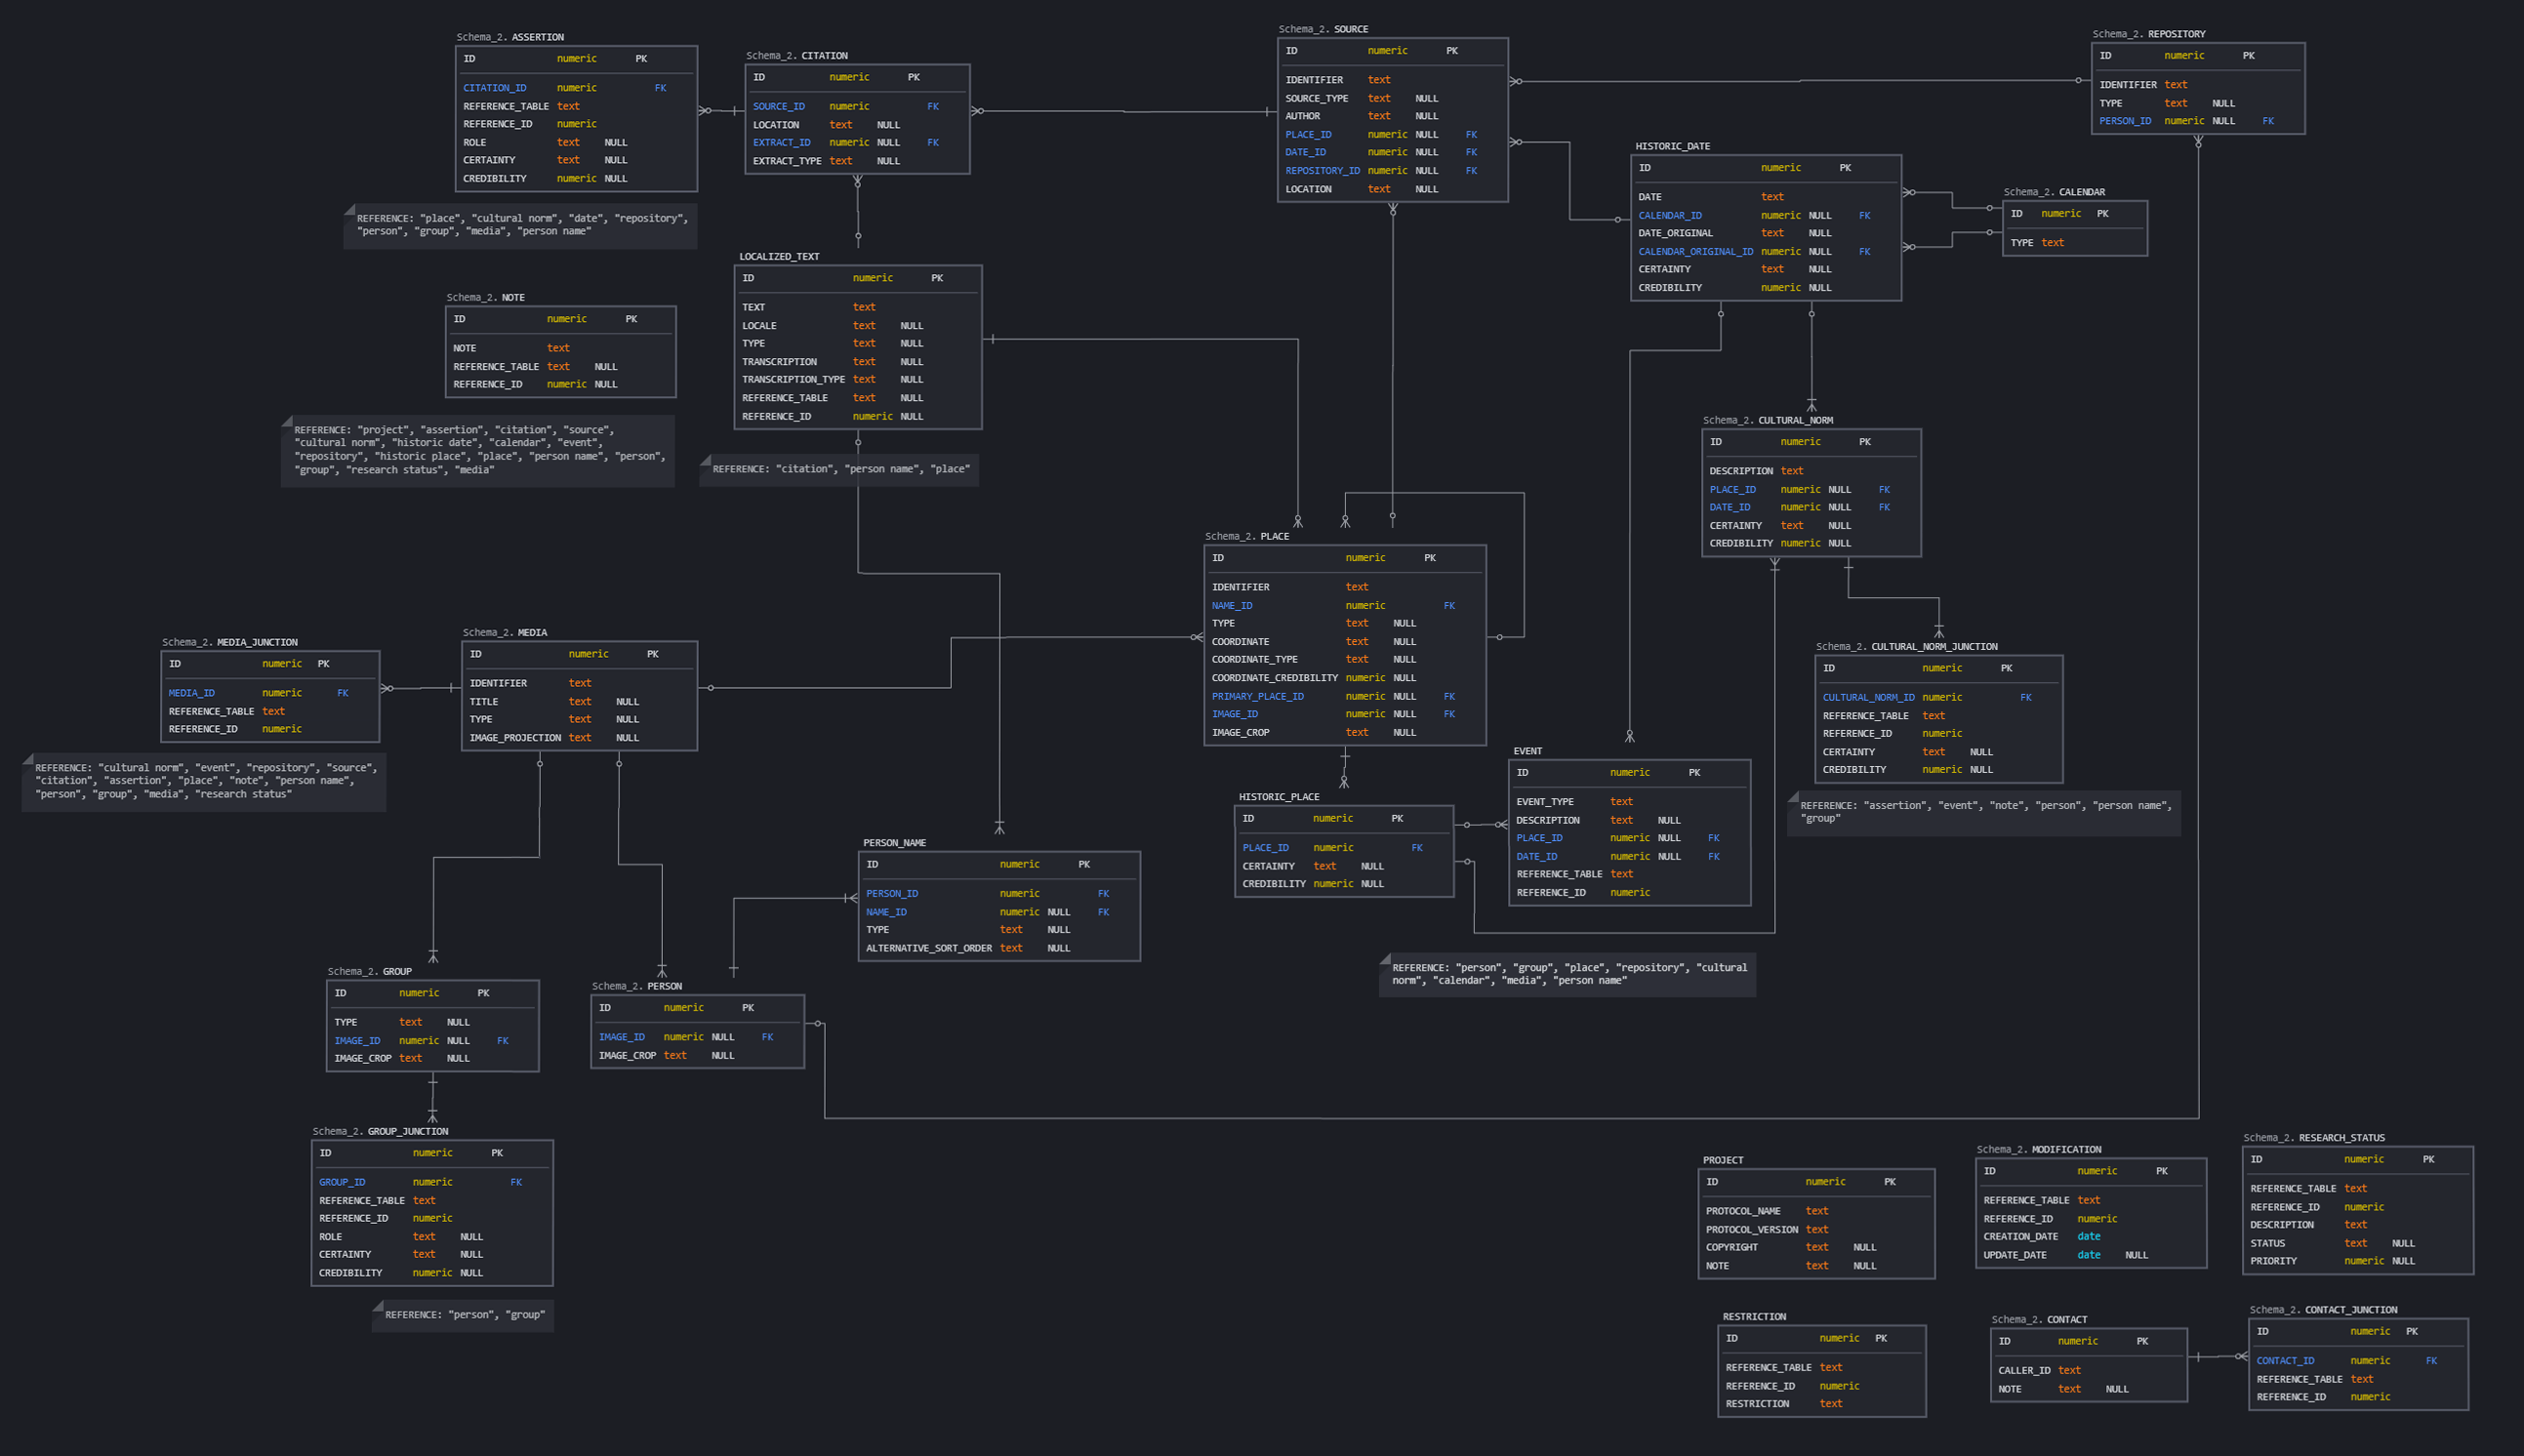 Schema_2. ASSERTION
ID numeric PK
CITATION_ID numeric FK
REFERENCE_TABLE text
REFERENCE_ID numeric
ROLE text NULL
CERTAINTY text NULL
CREDIBILITY numeric NULL
REFERENCE: "place", "cultural norm", "date", "repository",
"person", "group", "media", "person name"
Schema_2. CITATION
ID numeric PK
SOURCE_ID numeric FK
LOCATION text NULL
EXTRACT_ID numeric NULL FK
EXTRACT_TYPE text NULL
Schema_2. SOURCE
ID numeric PK
IDENTIFIER text
SOURCE_TYPE text NULL
AUTHOR text NULL
PLACE_ID numeric NULL FK
DATE_ID numeric NULL FK
REPOSITORY_ID numeric NULL FK
LOCATION text NULL
Schema_2. REPOSITORY
ID numeric PK
IDENTIFIER text
TYPE text NULL
PERSON_ID numeric NULL FK
HISTORIC_DATE
ID numeric PK
DATE text
CALENDAR_ID numeric NULL FK
DATE_ORIGINAL text NULL
CALENDAR_ORIGINAL_ID numeric NULL FK
CERTAINTY text NULL
CREDIBILITY numeric NULL
Schema_2. CALENDAR
ID numeric PK
TYPE text
Schema_2. NOTE
ID numeric PK
NOTE text
REFERENCE_TABLE text NULL
REFERENCE_ID numeric NULL
REFERENCE: "project", "assertion", "citation", "source",
"cultural norm", "historic date", "calendar", "event",
"repository", "historic place", "place", "person name", "person",
"group", "research status", "media"
LOCALIZED_TEXT
ID numeric PK
TEXT text
LOCALE text NULL
TYPE text NULL
TRANSCRIPTION text NULL
TRANSCRIPTION_TYPE text NULL
REFERENCE_TABLE text NULL
REFERENCE_ID numeric NULL
REFERENCE: "citation", "person name", "place"
Schema_2. CULTURAL_NORM
ID numeric PK
DESCRIPTION text
PLACE_ID numeric NULL FK
DATE_ID numeric NULL FK
CERTAINTY text NULL
CREDIBILITY numeric NULL
Schema_2. PLACE
ID numeric PK
IDENTIFIER text
NAME_ID numeric FK
TYPE text NULL
COORDINATE text NULL
COORDINATE_TYPE text NULL
COORDINATE_CREDIBILITY numeric NULL
PRIMARY_PLACE_ID numeric NULL FK
IMAGE_ID numeric NULL FK
IMAGE_CROP text NULL
Schema_2. MEDIA_JUNCTION
ID numeric PK
MEDIA_ID numeric FK
REFERENCE_TABLE text
REFERENCE_ID numeric
REFERENCE: "cultural norm", "event", "repository", "source",
"citation", "assertion", "place", "note", "person name",
"person", "group", "media", "research status"
Schema_2. MEDIA
ID numeric PK
IDENTIFIER text
TITLE text NULL
TYPE text NULL
IMAGE_PROJECTION text NULL
Schema_2. CULTURAL_NORM_JUNCTION
ID numeric PK
CULTURAL_NORM_ID numeric FK
REFERENCE_TABLE text
REFERENCE_ID numeric
CERTAINTY text NULL
CREDIBILITY numeric NULL
REFERENCE: "assertion", "event", "note", "person", "person name",
"group"
EVENT
ID numeric PK
EVENT_TYPE text
DESCRIPTION text NULL
PLACE_ID numeric NULL FK
DATE_ID numeric NULL FK
REFERENCE_TABLE text
REFERENCE_ID numeric
REFERENCE: "person", "group", "place", "repository", "cultural
norm", "calendar", "media", "person name"
HISTORIC_PLACE
ID numeric PK
PLACE_ID numeric FK
CERTAINTY text NULL
CREDIBILITY numeric NULL
PERSON_NAME
ID numeric PK
PERSON_ID numeric FK
NAME_ID numeric NULL FK
TYPE text NULL
ALTERNATIVE_SORT_ORDER text NULL
Schema_2. GROUP
ID numeric PK
TYPE text NULL
IMAGE_ID numeric NULL FK
IMAGE_CROP text NULL
Schema_2. PERSON
ID numeric PK
IMAGE_ID numeric NULL FK
IMAGE_CROP text NULL
Schema_2. GROUP_JUNCTION
ID numeric PK
GROUP_ID numeric FK
REFERENCE_TABLE text
REFERENCE_ID numeric
ROLE text NULL
CERTAINTY text NULL
CREDIBILITY numeric NULL
REFERENCE: "person", "group"
PROJECT
ID numeric PK
PROTOCOL_NAME text
PROTOCOL_VERSION text
COPYRIGHT text NULL
NOTE text NULL
Schema_2. MODIFICATION
ID numeric PK
REFERENCE_TABLE text
REFERENCE_ID numeric
CREATION_DATE date
UPDATE_DATE date NULL
Schema_2. RESEARCH_STATUS
ID numeric PK
REFERENCE_TABLE text
REFERENCE_ID numeric
DESCRIPTION text
STATUS text NULL
PRIORITY numeric NULL
RESTRICTION
ID numeric PK
REFERENCE_TABLE text
REFERENCE_ID numeric
RESTRICTION text
Schema_2. CONTACT
ID numeric PK
CALLER_ID text
NOTE text NULL
Schema_2. CONTACT_JUNCTION
ID numeric PK
CONTACT_ID numeric FK
REFERENCE_TABLE text
REFERENCE_ID numeric